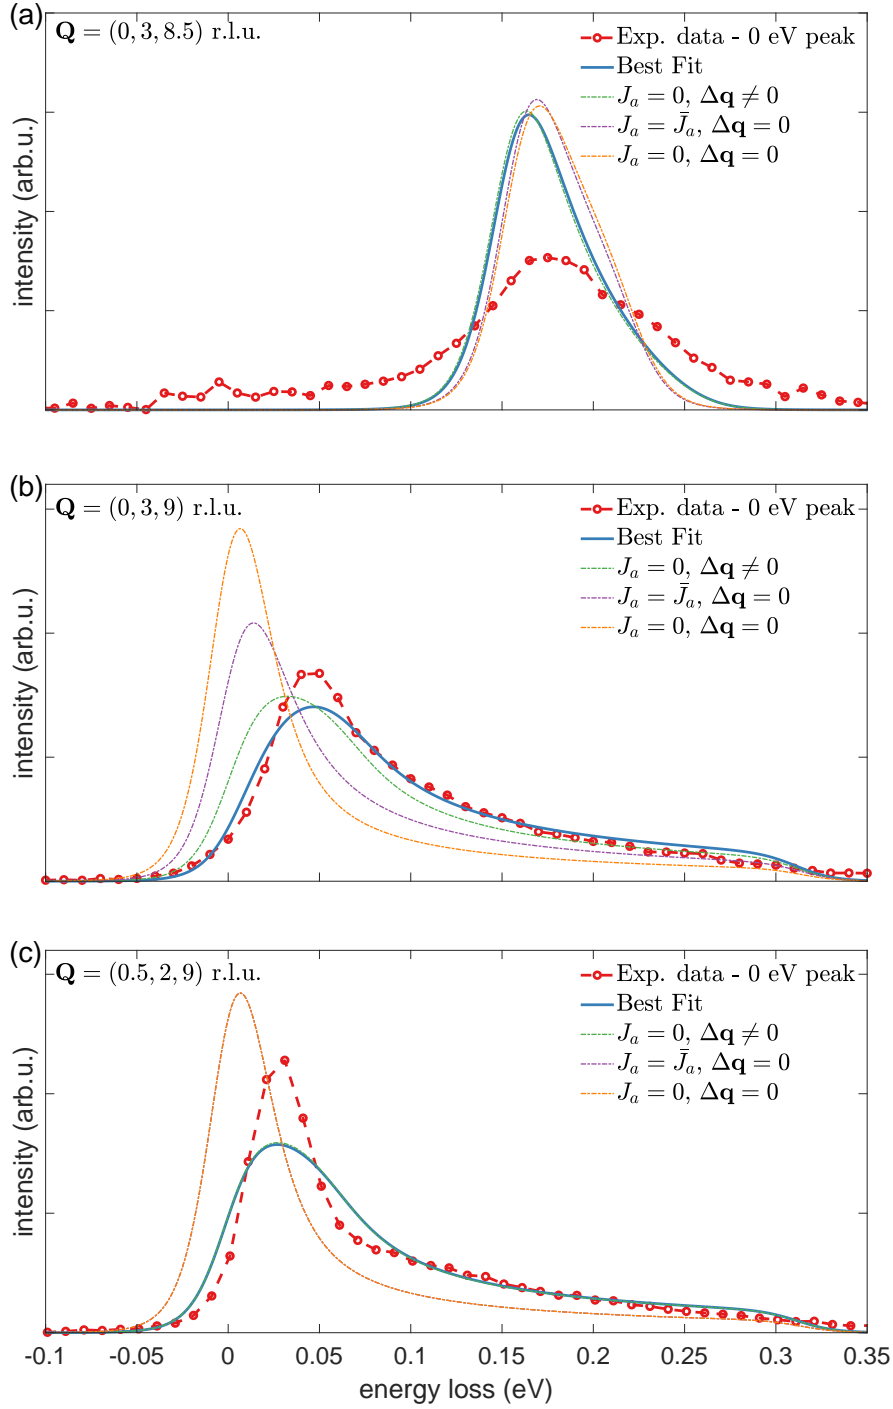 (a)
Q = (0, 3, 8.5) r.l.u.
Exp. data - 0 eV peak
Best Fit
J_a = 0, Δq ≠ 0
J_a = J̄_a, Δq = 0
J_a = 0, Δq = 0
intensity (arb.u.)
(b)
Q = (0, 3, 9) r.l.u.
Exp. data - 0 eV peak
Best Fit
J_a = 0, Δq ≠ 0
J_a = J̄_a, Δq = 0
J_a = 0, Δq = 0
intensity (arb.u.)
(c)
Q = (0.5, 2, 9) r.l.u.
Exp. data - 0 eV peak
Best Fit
J_a = 0, Δq ≠ 0
J_a = J̄_a, Δq = 0
J_a = 0, Δq = 0
intensity (arb.u.)
-0.1 -0.05 0 0.05 0.1 0.15 0.2 0.25 0.3 0.35
energy loss (eV)